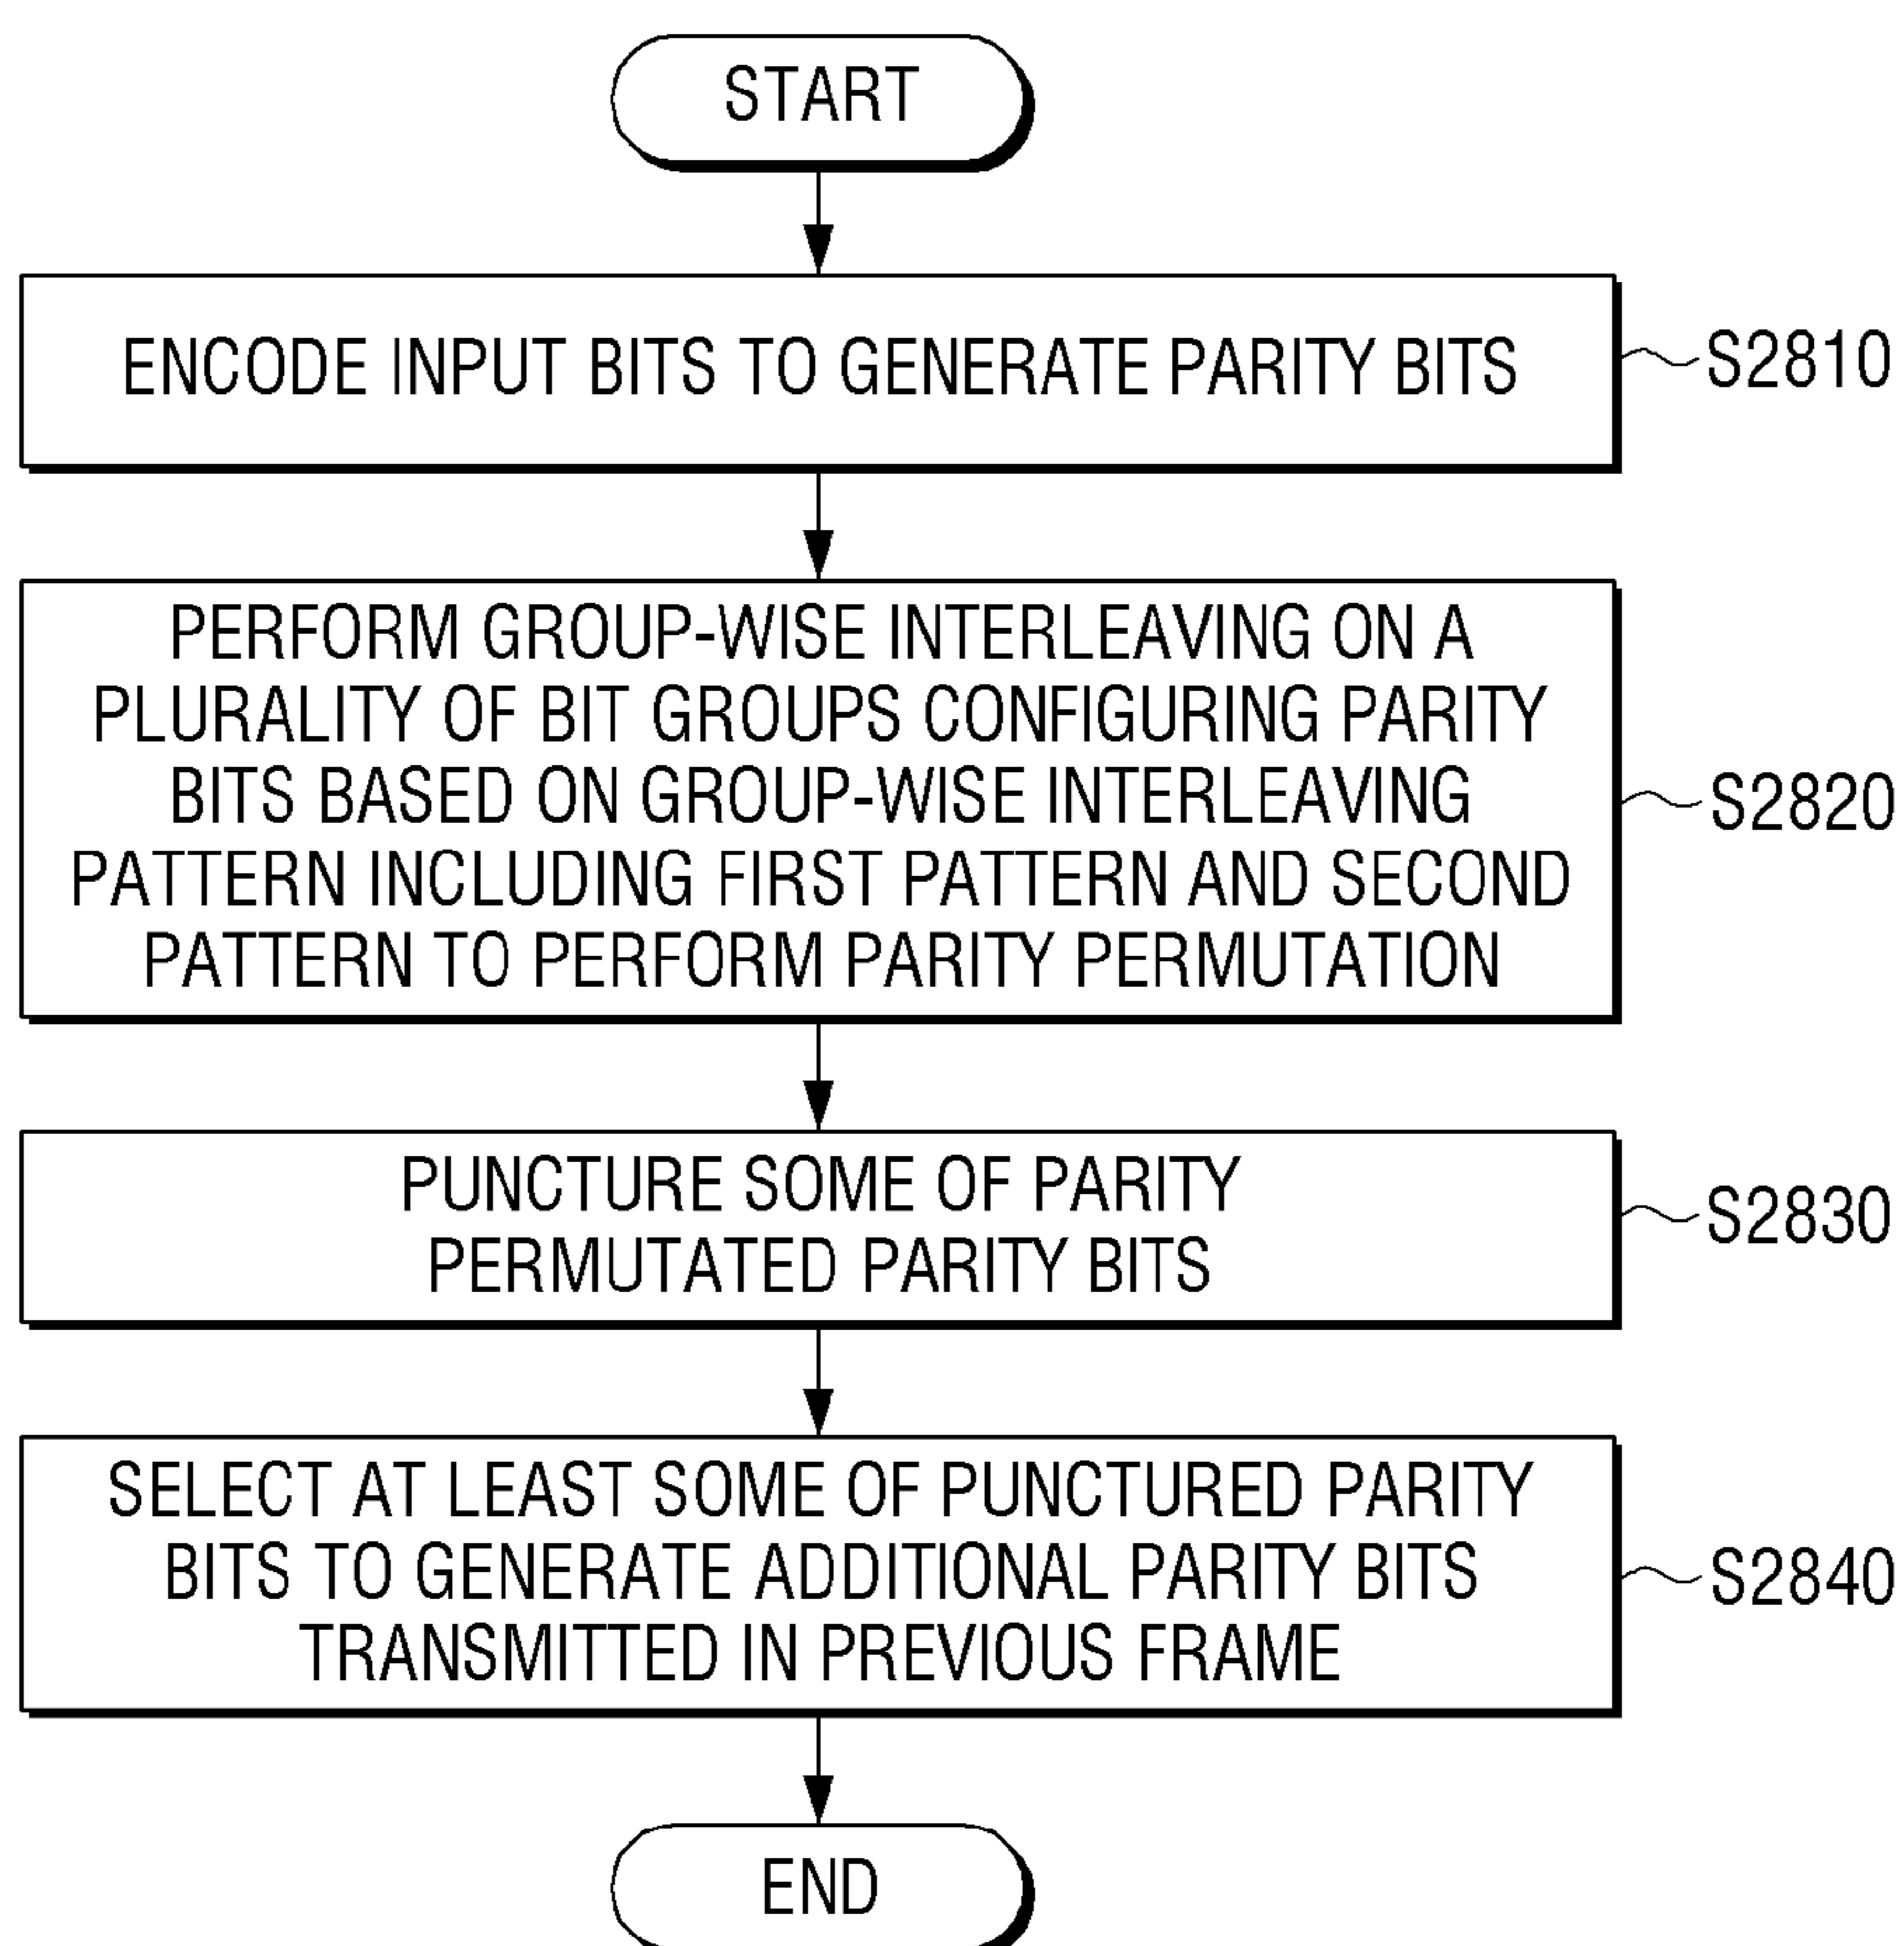 START
ENCODE INPUT BITS TO GENERATE PARITY BITS
S2810
PERFORM GROUP-WISE INTERLEAVING ON A
PLURALITY OF BIT GROUPS CONFIGURING PARITY
BITS BASED ON GROUP-WISE INTERLEAVING
PATTERN INCLUDING FIRST PATTERN AND SECOND
PATTERN TO PERFORM PARITY PERMUTATION
S2820
PUNCTURE SOME OF PARITY
PERMUTATED PARITY BITS
S2830
SELECT AT LEAST SOME OF PUNCTURED PARITY
BITS TO GENERATE ADDITIONAL PARITY BITS
TRANSMITTED IN PREVIOUS FRAME
S2840
END